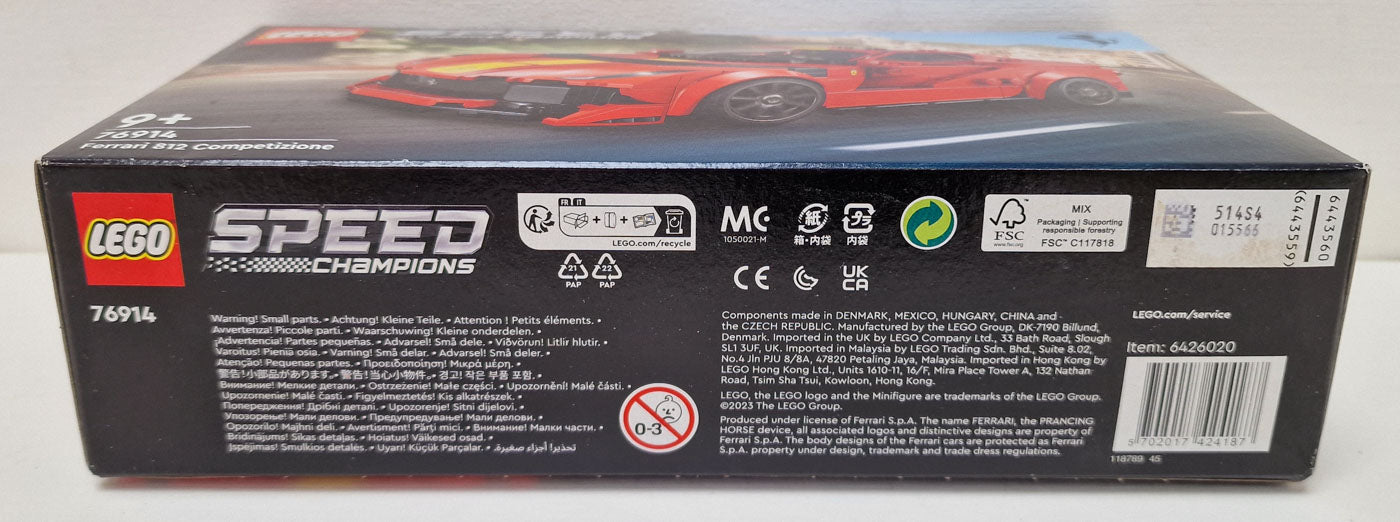 LEGO
SPEED CHAMPIONS
9+
76914
Ferrari 812 Competizione
LEGO
SPEED
CHAMPIONS
76914
FR IT
LEGO.com/recycle
21
PAP
22
PAP
MC
1050021-M
紙
箱・内袋
プラ
内袋
FSC
www.fsc.org
MIX
Packaging | Supporting
responsible forestry
FSC™ C117818
514S4
015566
6443560
(6443559)
CE
UK
CA
Warning! Small parts. • Achtung! Kleine Teile. • Attention ! Petits éléments. •
Avvertenza! Piccole parti. • Waarschuwing! Kleine onderdelen. •
¡Advertencia! Partes pequeñas. • Advarsel! Små dele. • Viðvörun! Litlir hlutir. •
Varoitus! Pieniä osia. • Varning! Små delar. • Advarsel! Små deler. •
Atenção! Pequenas partes. • Προειδοποίηση! Μικρά μέρη. •
警告!小部品があります。• 警告!当心小物件。• 경고! 작은 부품 포함. •
Внимание! Мелкие детали. • Ostrzeżenie! Małe części. • Upozornění! Malé části. •
Upozornenie! Malé časti. • Figyelmeztetés! Kis alkatrészek. •
Попередження! Дрібні деталі. • Upozorenje! Sitni dijelovi. •
Упозорење! Мали делови. • Предупредување! Мали делови. •
Opozorilo! Majhni deli. • Avertisment! Părți mici. • Внимание! Малки части. •
Brīdinājums! Sīkas detaļas. • Hoiatus! Väikesed osad. •
Įspėjimas! Smulkios detalės. • Uyarı! Küçük Parçalar. • تحذير! أجزاء صغيرة.
0-3
Components made in DENMARK, MEXICO, HUNGARY, CHINA and
the CZECH REPUBLIC. Manufactured by the LEGO Group, DK-7190 Billund,
Denmark. Imported in the UK by LEGO Company Ltd., 33 Bath Road, Slough
SL1 3UF, UK. Imported in Malaysia by LEGO Trading Sdn. Bhd., Suite 8.02,
No.4 Jln PJU 8/8A, 47820 Petaling Jaya, Malaysia. Imported in Hong Kong by
LEGO Hong Kong Ltd., Units 1610-11, 16/F, Mira Place Tower A, 132 Nathan
Road, Tsim Sha Tsui, Kowloon, Hong Kong.
LEGO, the LEGO logo and the Minifigure are trademarks of the LEGO Group.
©2023 The LEGO Group.
Produced under license of Ferrari S.p.A. The name FERRARI, the PRANCING
HORSE device, all associated logos and distinctive designs are property of
Ferrari S.p.A. The body designs of the Ferrari cars are protected as Ferrari
S.p.A. property under design, trademark and trade dress regulations.
LEGO.com/service
Item: 6426020
5 702017 424187
118789 45